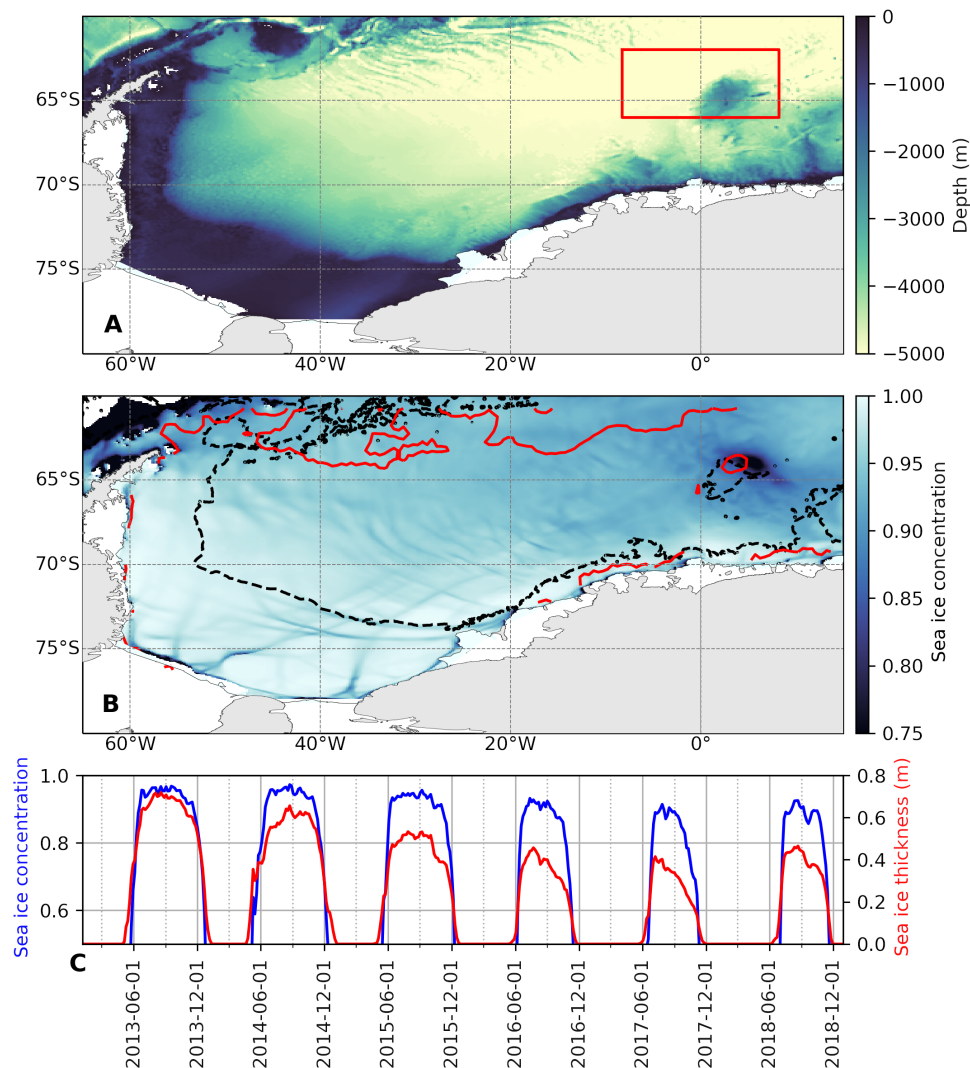 0
−1000
65°S
−2000
70°S
−3000
75°S
−4000
A
−5000
60°W
40°W
20°W
0°
Depth (m)
1.00
0.95
65°S
0.90
70°S
0.85
75°S
0.80
B
0.75
60°W
40°W
20°W
0°
Sea ice concentration
Sea ice concentration
1.0
0.8
0.6
0.8
0.6
0.4
0.2
0.0
Sea ice thickness (m)
C
2013-06-01
2013-12-01
2014-06-01
2014-12-01
2015-06-01
2015-12-01
2016-06-01
2016-12-01
2017-06-01
2017-12-01
2018-06-01
2018-12-01